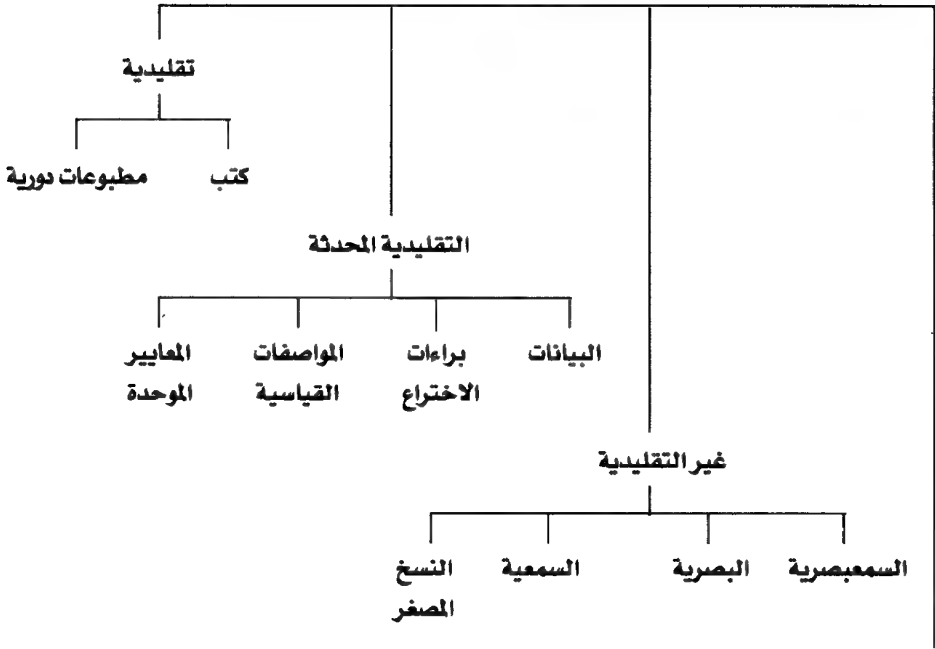 تقليدية
كتب
مطبوعات دورية
التقليدية المحدثة
البيانات
براءات
الاختراع
المواصفات
القياسية
المعايير
الموحدة
غير التقليدية
السمعبصرية
البصرية
السمعية
النسخ
المصغر